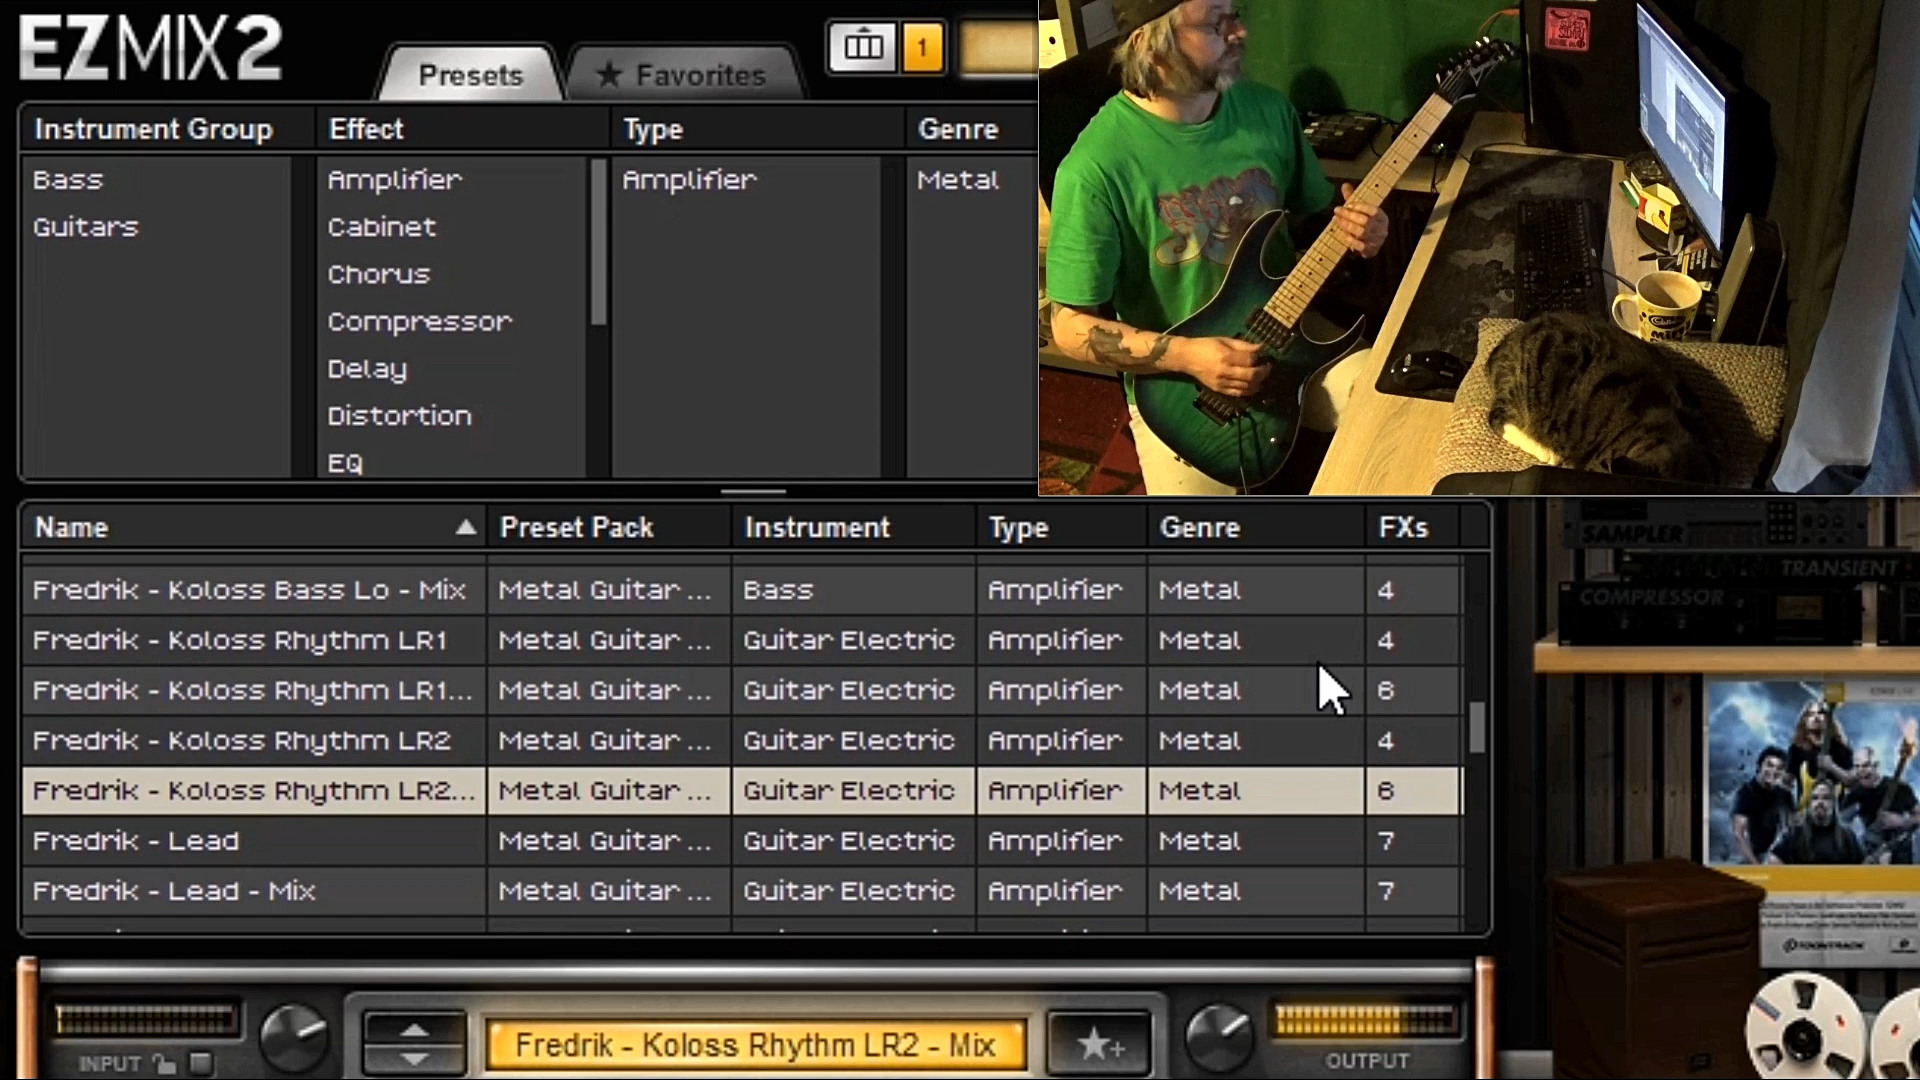 EZMIX2
Presets
★ Favorites
1
Instrument Group Effect Type Genre
Bass Amplifier Amplifier Metal
Guitars Cabinet
Chorus
Compressor
Delay
Distortion
EQ
Name Preset Pack Instrument Type Genre FXs
Fredrik - Koloss Bass Lo - Mix Metal Guitar ... Bass Amplifier Metal 4
Fredrik - Koloss Rhythm LR1 Metal Guitar ... Guitar Electric Amplifier Metal 4
Fredrik - Koloss Rhythm LR1... Metal Guitar ... Guitar Electric Amplifier Metal 6
Fredrik - Koloss Rhythm LR2 Metal Guitar ... Guitar Electric Amplifier Metal 4
Fredrik - Koloss Rhythm LR2... Metal Guitar ... Guitar Electric Amplifier Metal 6
Fredrik - Lead Metal Guitar ... Guitar Electric Amplifier Metal 7
Fredrik - Lead - Mix Metal Guitar ... Guitar Electric Amplifier Metal 7
SAMPLER
TRANSIENT
COMPRESSOR
TOONTRACK
INPUT
Fredrik - Koloss Rhythm LR2 - Mix
OUTPUT